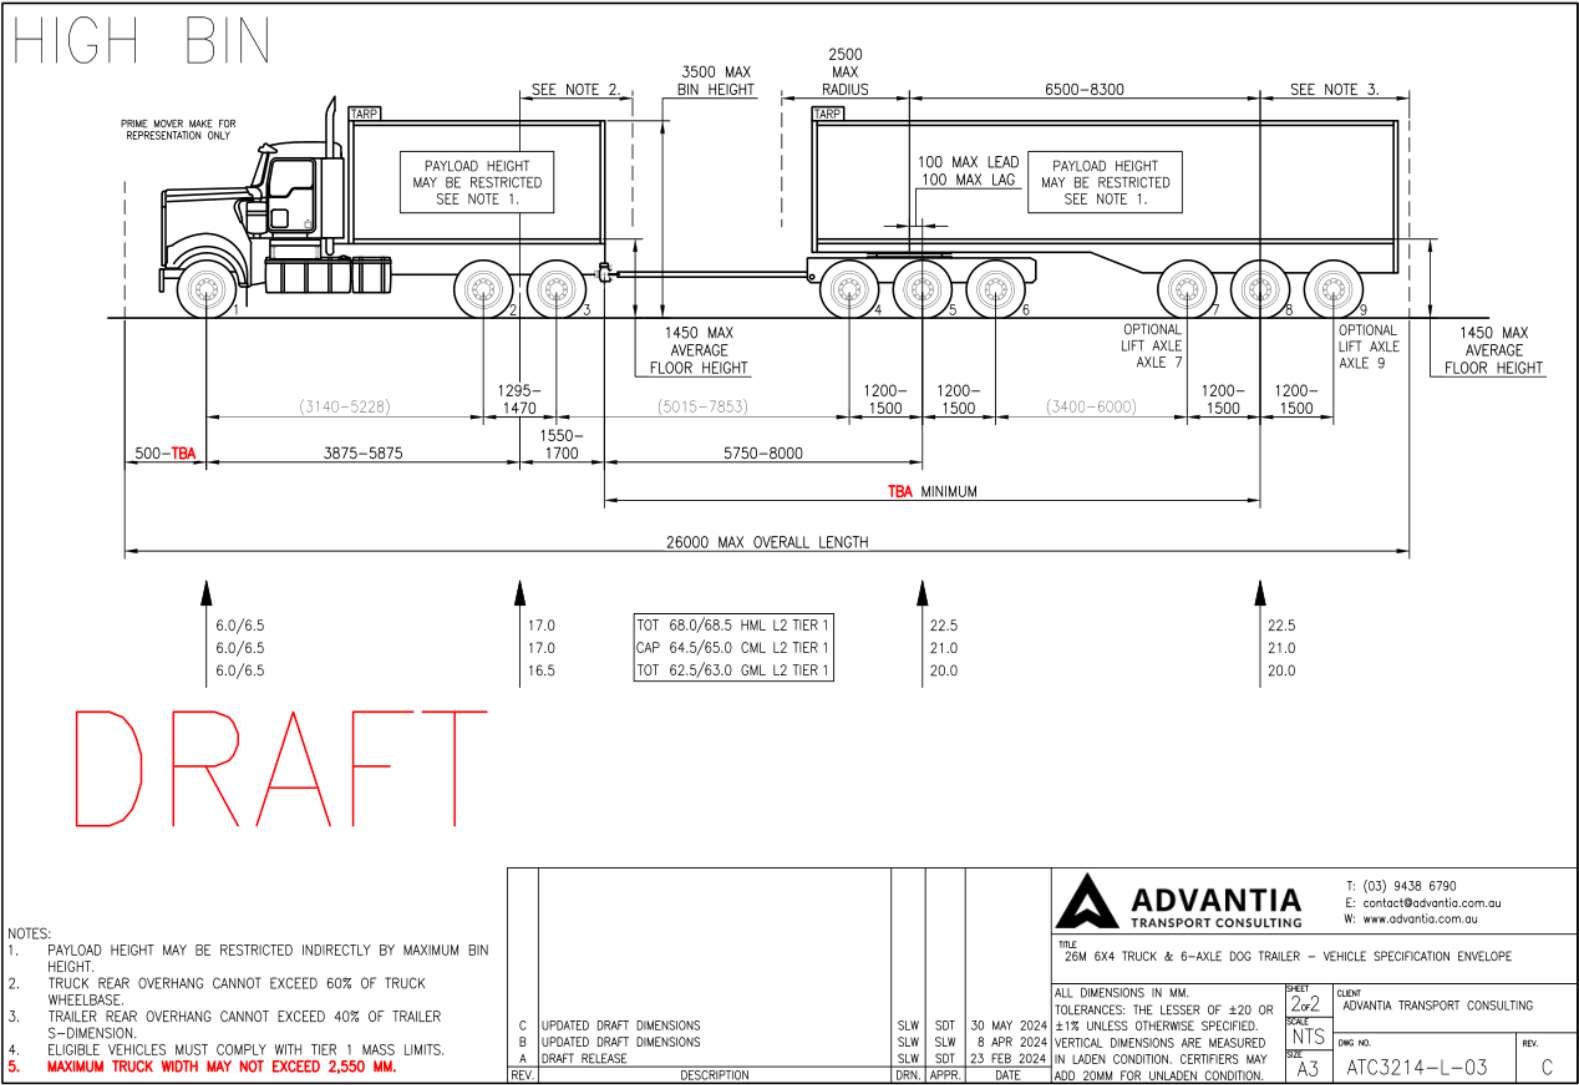 HIGH BIN
PRIME MOVER MAKE FOR
REPRESENTATION ONLY
TARP
SEE NOTE 2.
3500 MAX
BIN HEIGHT
2500
MAX
RADIUS
6500-8300
SEE NOTE 3.
TARP
PAYLOAD HEIGHT
MAY BE RESTRICTED
SEE NOTE 1.
100 MAX LEAD
100 MAX LAG
PAYLOAD HEIGHT
MAY BE RESTRICTED
SEE NOTE 1.
1 2 3 4 5 6 7 8 9
1450 MAX
AVERAGE
FLOOR HEIGHT
OPTIONAL
LIFT AXLE
AXLE 7
OPTIONAL
LIFT AXLE
AXLE 9
1450 MAX
AVERAGE
FLOOR HEIGHT
(3140-5228)
1295-
1470
(5015-7853)
1200-
1500
1200-
1500
(3400-6000)
1200-
1500
1200-
1500
500-TBA
3875-5875
1550-
1700
5750-8000
TBA MINIMUM
26000 MAX OVERALL LENGTH
6.0/6.5
6.0/6.5
6.0/6.5
17.0
17.0
16.5
TOT 68.0/68.5 HML L2 TIER 1
CAP 64.5/65.0 CML L2 TIER 1
TOT 62.5/63.0 GML L2 TIER 1
22.5
21.0
20.0
22.5
21.0
20.0
DRAFT
NOTES:
1. PAYLOAD HEIGHT MAY BE RESTRICTED INDIRECTLY BY MAXIMUM BIN
HEIGHT.
2. TRUCK REAR OVERHANG CANNOT EXCEED 60% OF TRUCK
WHEELBASE.
3. TRAILER REAR OVERHANG CANNOT EXCEED 40% OF TRAILER
S-DIMENSION.
4. ELIGIBLE VEHICLES MUST COMPLY WITH TIER 1 MASS LIMITS.
5. MAXIMUM TRUCK WIDTH MAY NOT EXCEED 2,550 MM.
C UPDATED DRAFT DIMENSIONS SLW SDT 30 MAY 2024
B UPDATED DRAFT DIMENSIONS SLW SLW 8 APR 2024
A DRAFT RELEASE SLW SDT 23 FEB 2024
REV. DESCRIPTION DRN. APPR. DATE
ADVANTIA
TRANSPORT CONSULTING
T: (03) 9438 6790
E: contact@advantia.com.au
W: www.advantia.com.au
TITLE
26M 6X4 TRUCK & 6-AXLE DOG TRAILER - VEHICLE SPECIFICATION ENVELOPE
ALL DIMENSIONS IN MM.
TOLERANCES: THE LESSER OF ±20 OR
±1% UNLESS OTHERWISE SPECIFIED.
VERTICAL DIMENSIONS ARE MEASURED
IN LADEN CONDITION. CERTIFIERS MAY
ADD 20MM FOR UNLADEN CONDITION.
SHEET
2 OF 2
SCALE
NTS
SIZE
A3
CLIENT
ADVANTIA TRANSPORT CONSULTING
DWG NO.
ATC3214-L-03
REV.
C